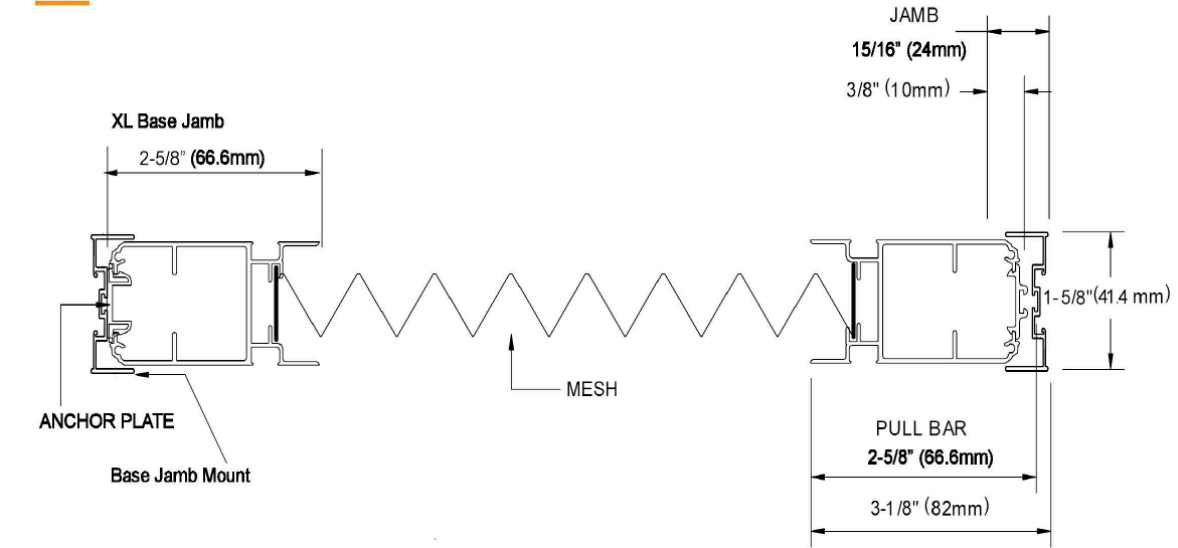 JAMB
15/16" (24mm)
3/8" (10mm)
XL Base Jamb
2-5/8" (66.6mm)
1-5/8"(41.4 mm)
MESH
ANCHOR PLATE
Base Jamb Mount
PULL BAR
2-5/8" (66.6mm)
3-1/8" (82mm)